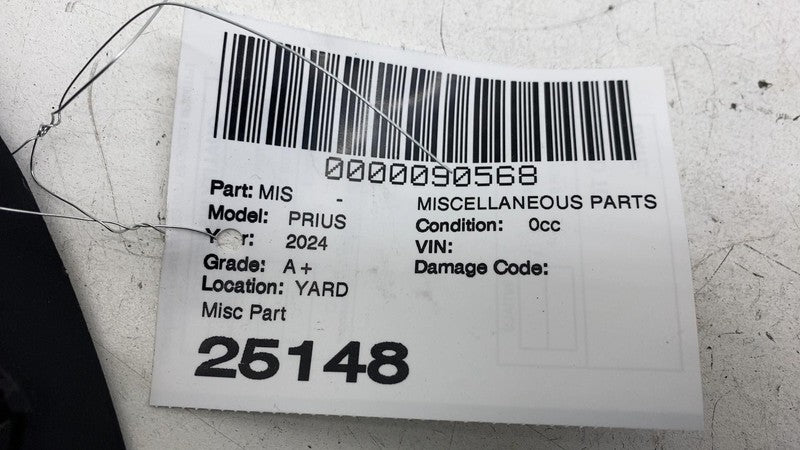 0000090568
Part: MIS - MISCELLANEOUS PARTS
Model: PRIUS Condition: 0cc
Year: 2024 VIN:
Grade: A+ Damage Code:
Location: YARD
Misc Part
25148